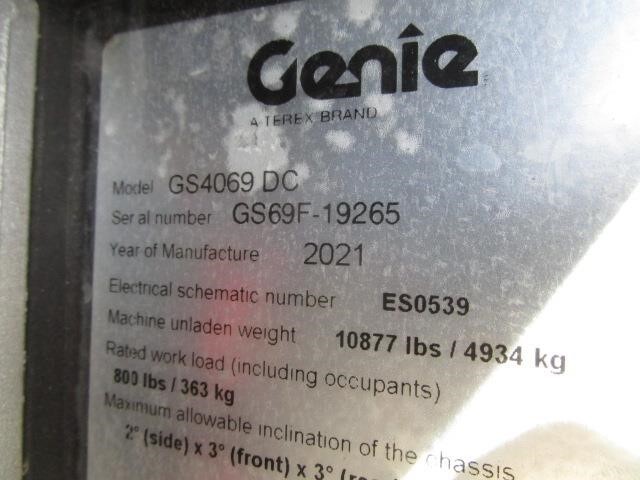 Genie
A TEREX BRAND
Model GS4069 DC
Ser al number GS69F-19265
Year of Manufacture 2021
Electrical schematic number ES0539
Machine unladen weight 10877 lbs / 4934 kg
Rated work load (including occupants)
800 lbs / 363 kg
Maximum allowable inclination of the chassis
2° (side) x 3° (front) x 3°